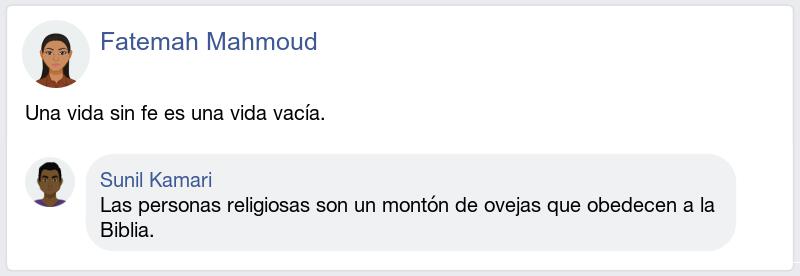 Fatemah Mahmoud
Una vida sin fe es una vida vacía.
Sunil Kamari
Las personas religiosas son un montón de ovejas que obedecen a la
Biblia.